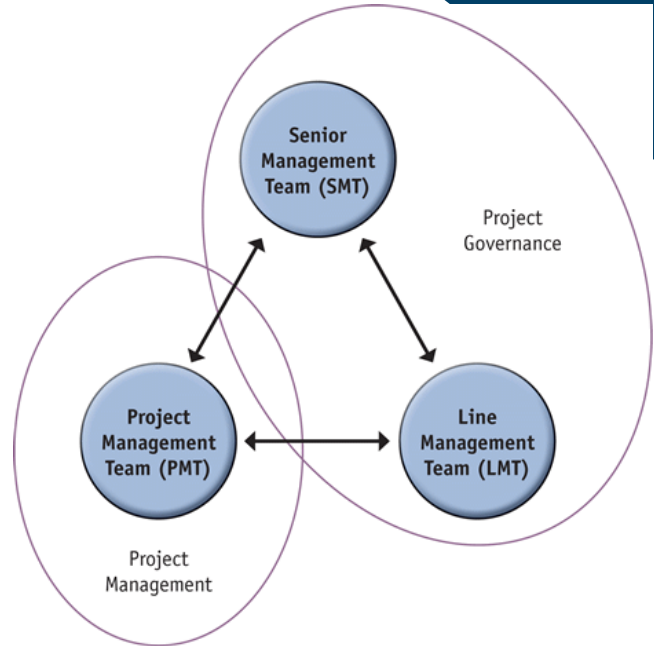 Senior
Management
Team (SMT)
Project
Governance
Project
Management
Team (PMT)
Line
Management
Team (LMT)
Project
Management